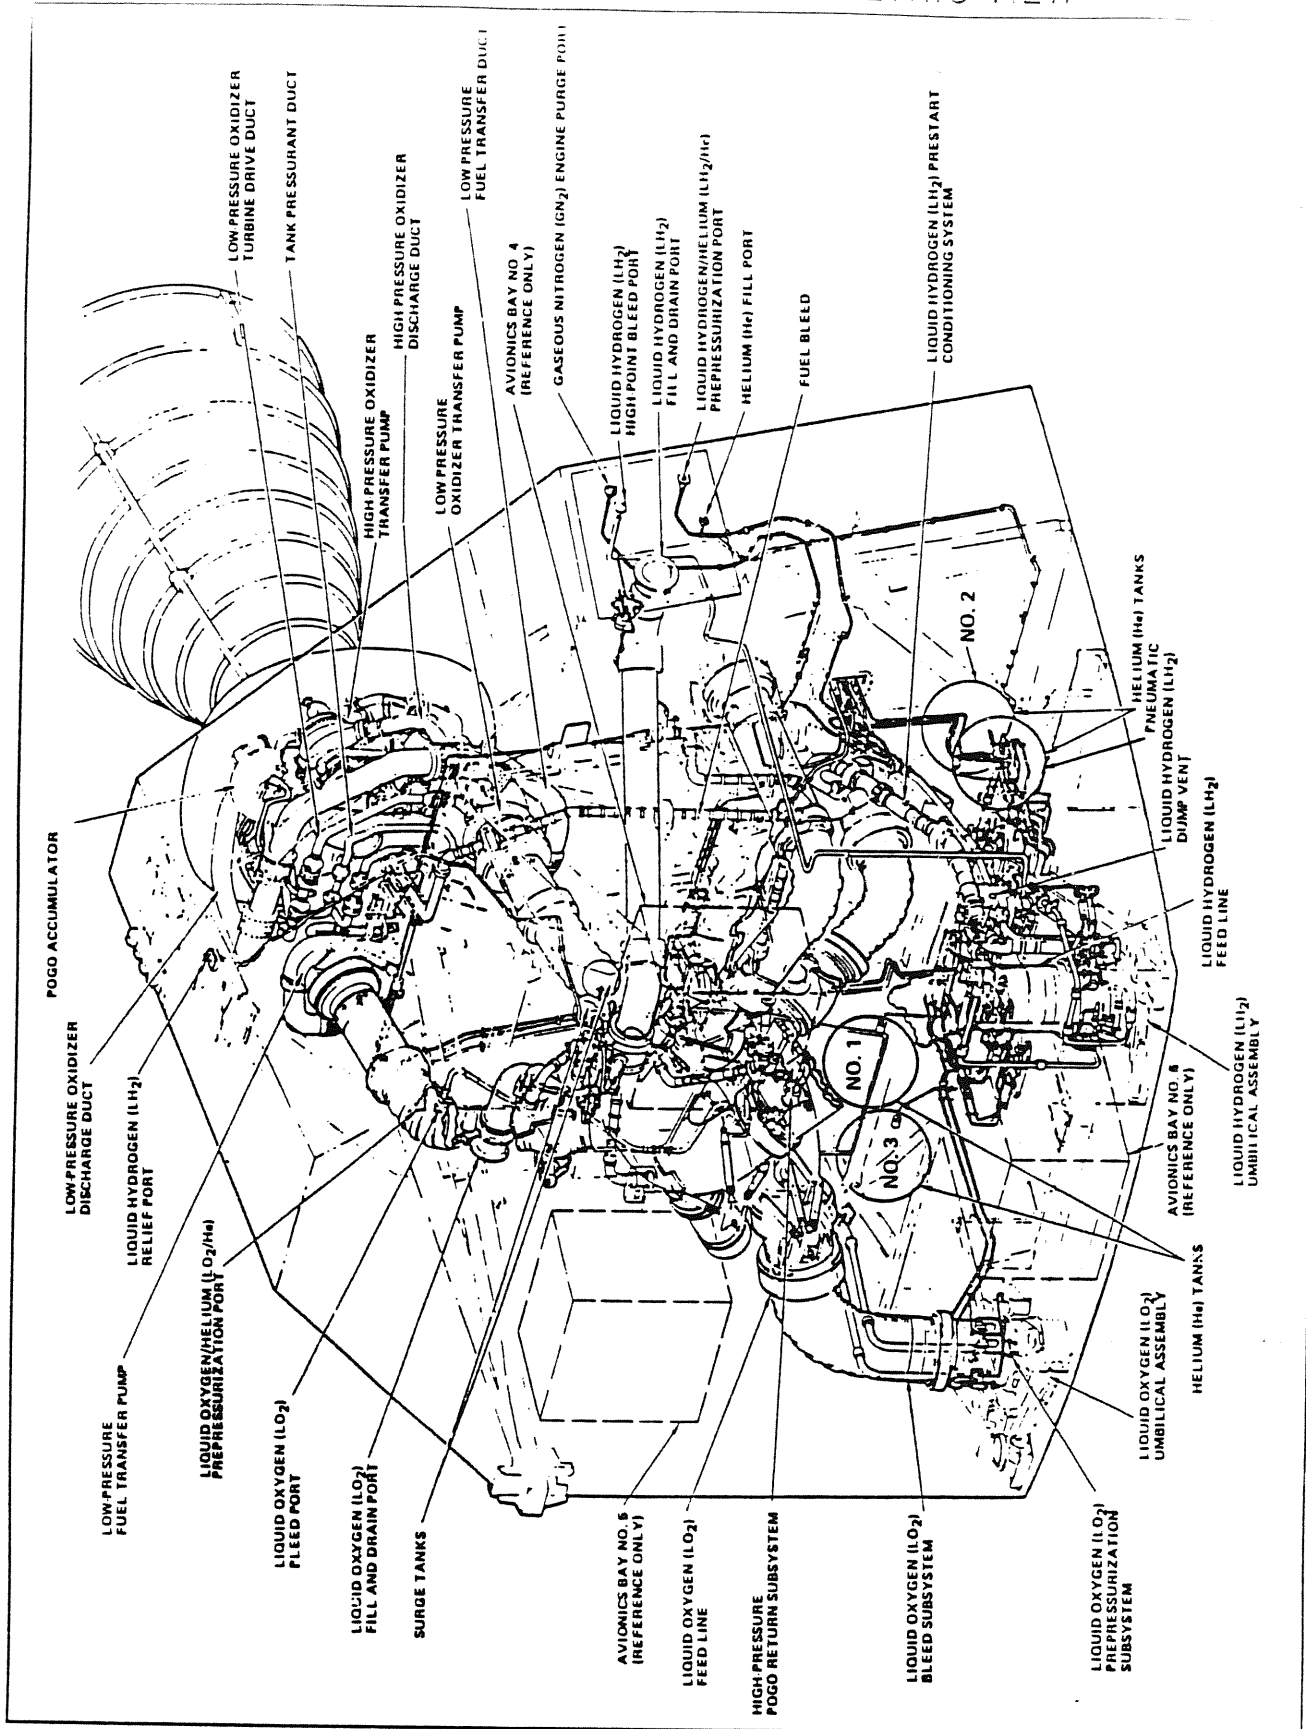 LOW-PRESSURE OXIDIZER
TURBINE DRIVE DUCT
TANK PRESSURANT DUCT
HIGH-PRESSURE OXIDIZER
TRANSFER PUMP
HIGH PRESSURE OXIDIZER
DISCHARGE DUCT
LOW-PRESSURE
OXIDIZER TRANSFER PUMP
LOW PRESSURE
FUEL TRANSFER DUCT
AVIONICS BAY NO. 4
(REFERENCE ONLY)
GASEOUS NITROGEN (GN2) ENGINE PURGE PORT
LIQUID HYDROGEN (LH2)
HIGH-POINT BLEED PORT
LIQUID HYDROGEN (LH2)
FILL AND DRAIN PORT
LIQUID HYDROGEN/HELIUM (LH2/He)
PREPRESSURIZATION PORT
HELIUM (He) FILL PORT
FUEL BLEED
LIQUID HYDROGEN (LH2) PRESTART
CONDITIONING SYSTEM
POGO ACCUMULATOR
LOW-PRESSURE OXIDIZER
DISCHARGE DUCT
LIQUID HYDROGEN (LH2)
RELIEF PORT
LOW-PRESSURE
FUEL TRANSFER PUMP
LIQUID OXYGEN/HELIUM (LO2/He)
PREPRESSURIZATION PORT
LIQUID OXYGEN (LO2)
PLEED PORT
LIQUID OXYGEN (LO2)
FILL AND DRAIN PORT
SURGE TANKS
AVIONICS BAY NO. 5
(REFERENCE ONLY)
LIQUID OXYGEN (LO2)
FEED LINE
HIGH-PRESSURE
POGO RETURN SUBSYSTEM
LIQUID OXYGEN (LO2)
BLEED SUBSYSTEM
LIQUID OXYGEN (LO2)
PREPRESSURIZATION
SUBSYSTEM
LIQUID OXYGEN (LO2)
UMBILICAL ASSEMBLY
HELIUM (He) TANKS
AVIONICS BAY NO. 6
(REFERENCE ONLY)
LIQUID HYDROGEN (LH2)
UMBILICAL ASSEMBLY
LIQUID HYDROGEN (LH2)
FEED LINE
LIQUID HYDROGEN (LH2)
DUMP VENT
HELIUM (He) TANKS
PNEUMATIC
NO. 1
NO. 2
NO. 3